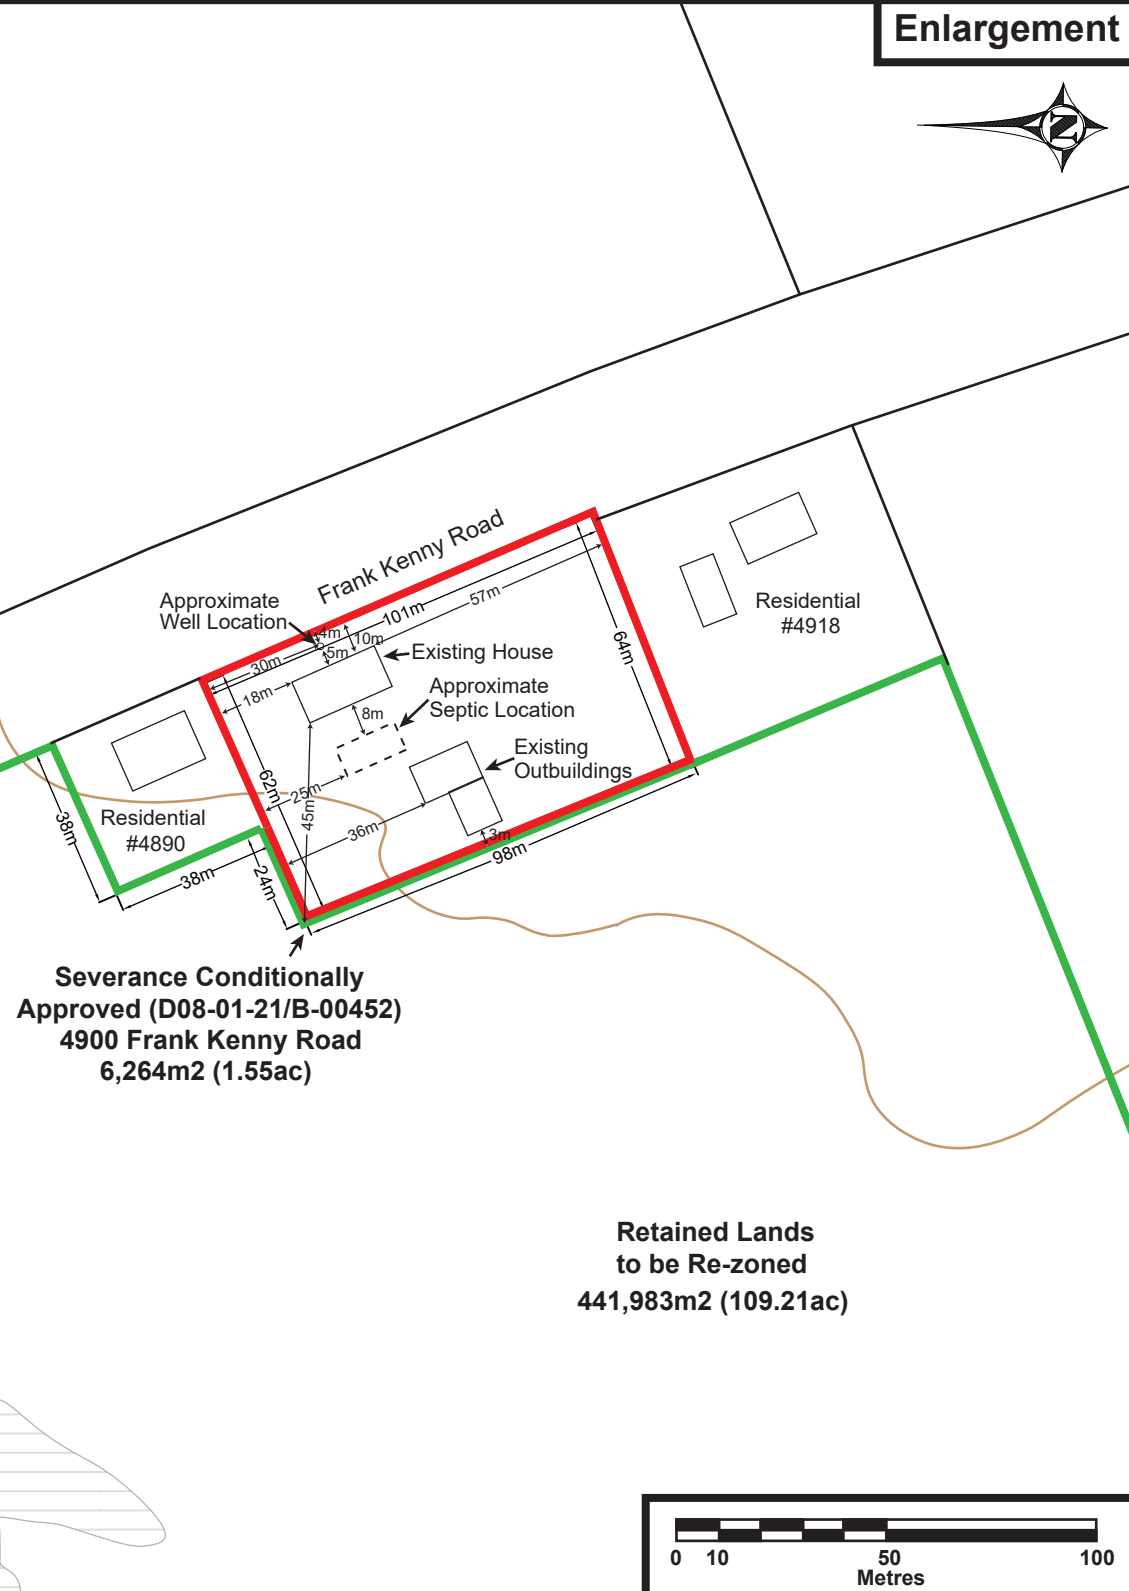 Enlargement
N
Frank Kenny Road
Approximate
Well Location
4m
101m
57m
10m
5m
30m
18m
Existing House
64m
Residential
#4918
Approximate
Septic Location
8m
Existing
Outbuildings
62m
25m
45m
36m
3m
98m
Residential
#4890
38m
38m
24m
Severance Conditionally
Approved (D08-01-21/B-00452)
4900 Frank Kenny Road
6,264m2 (1.55ac)
Retained Lands
to be Re-zoned
441,983m2 (109.21ac)
0 10 50 100
Metres